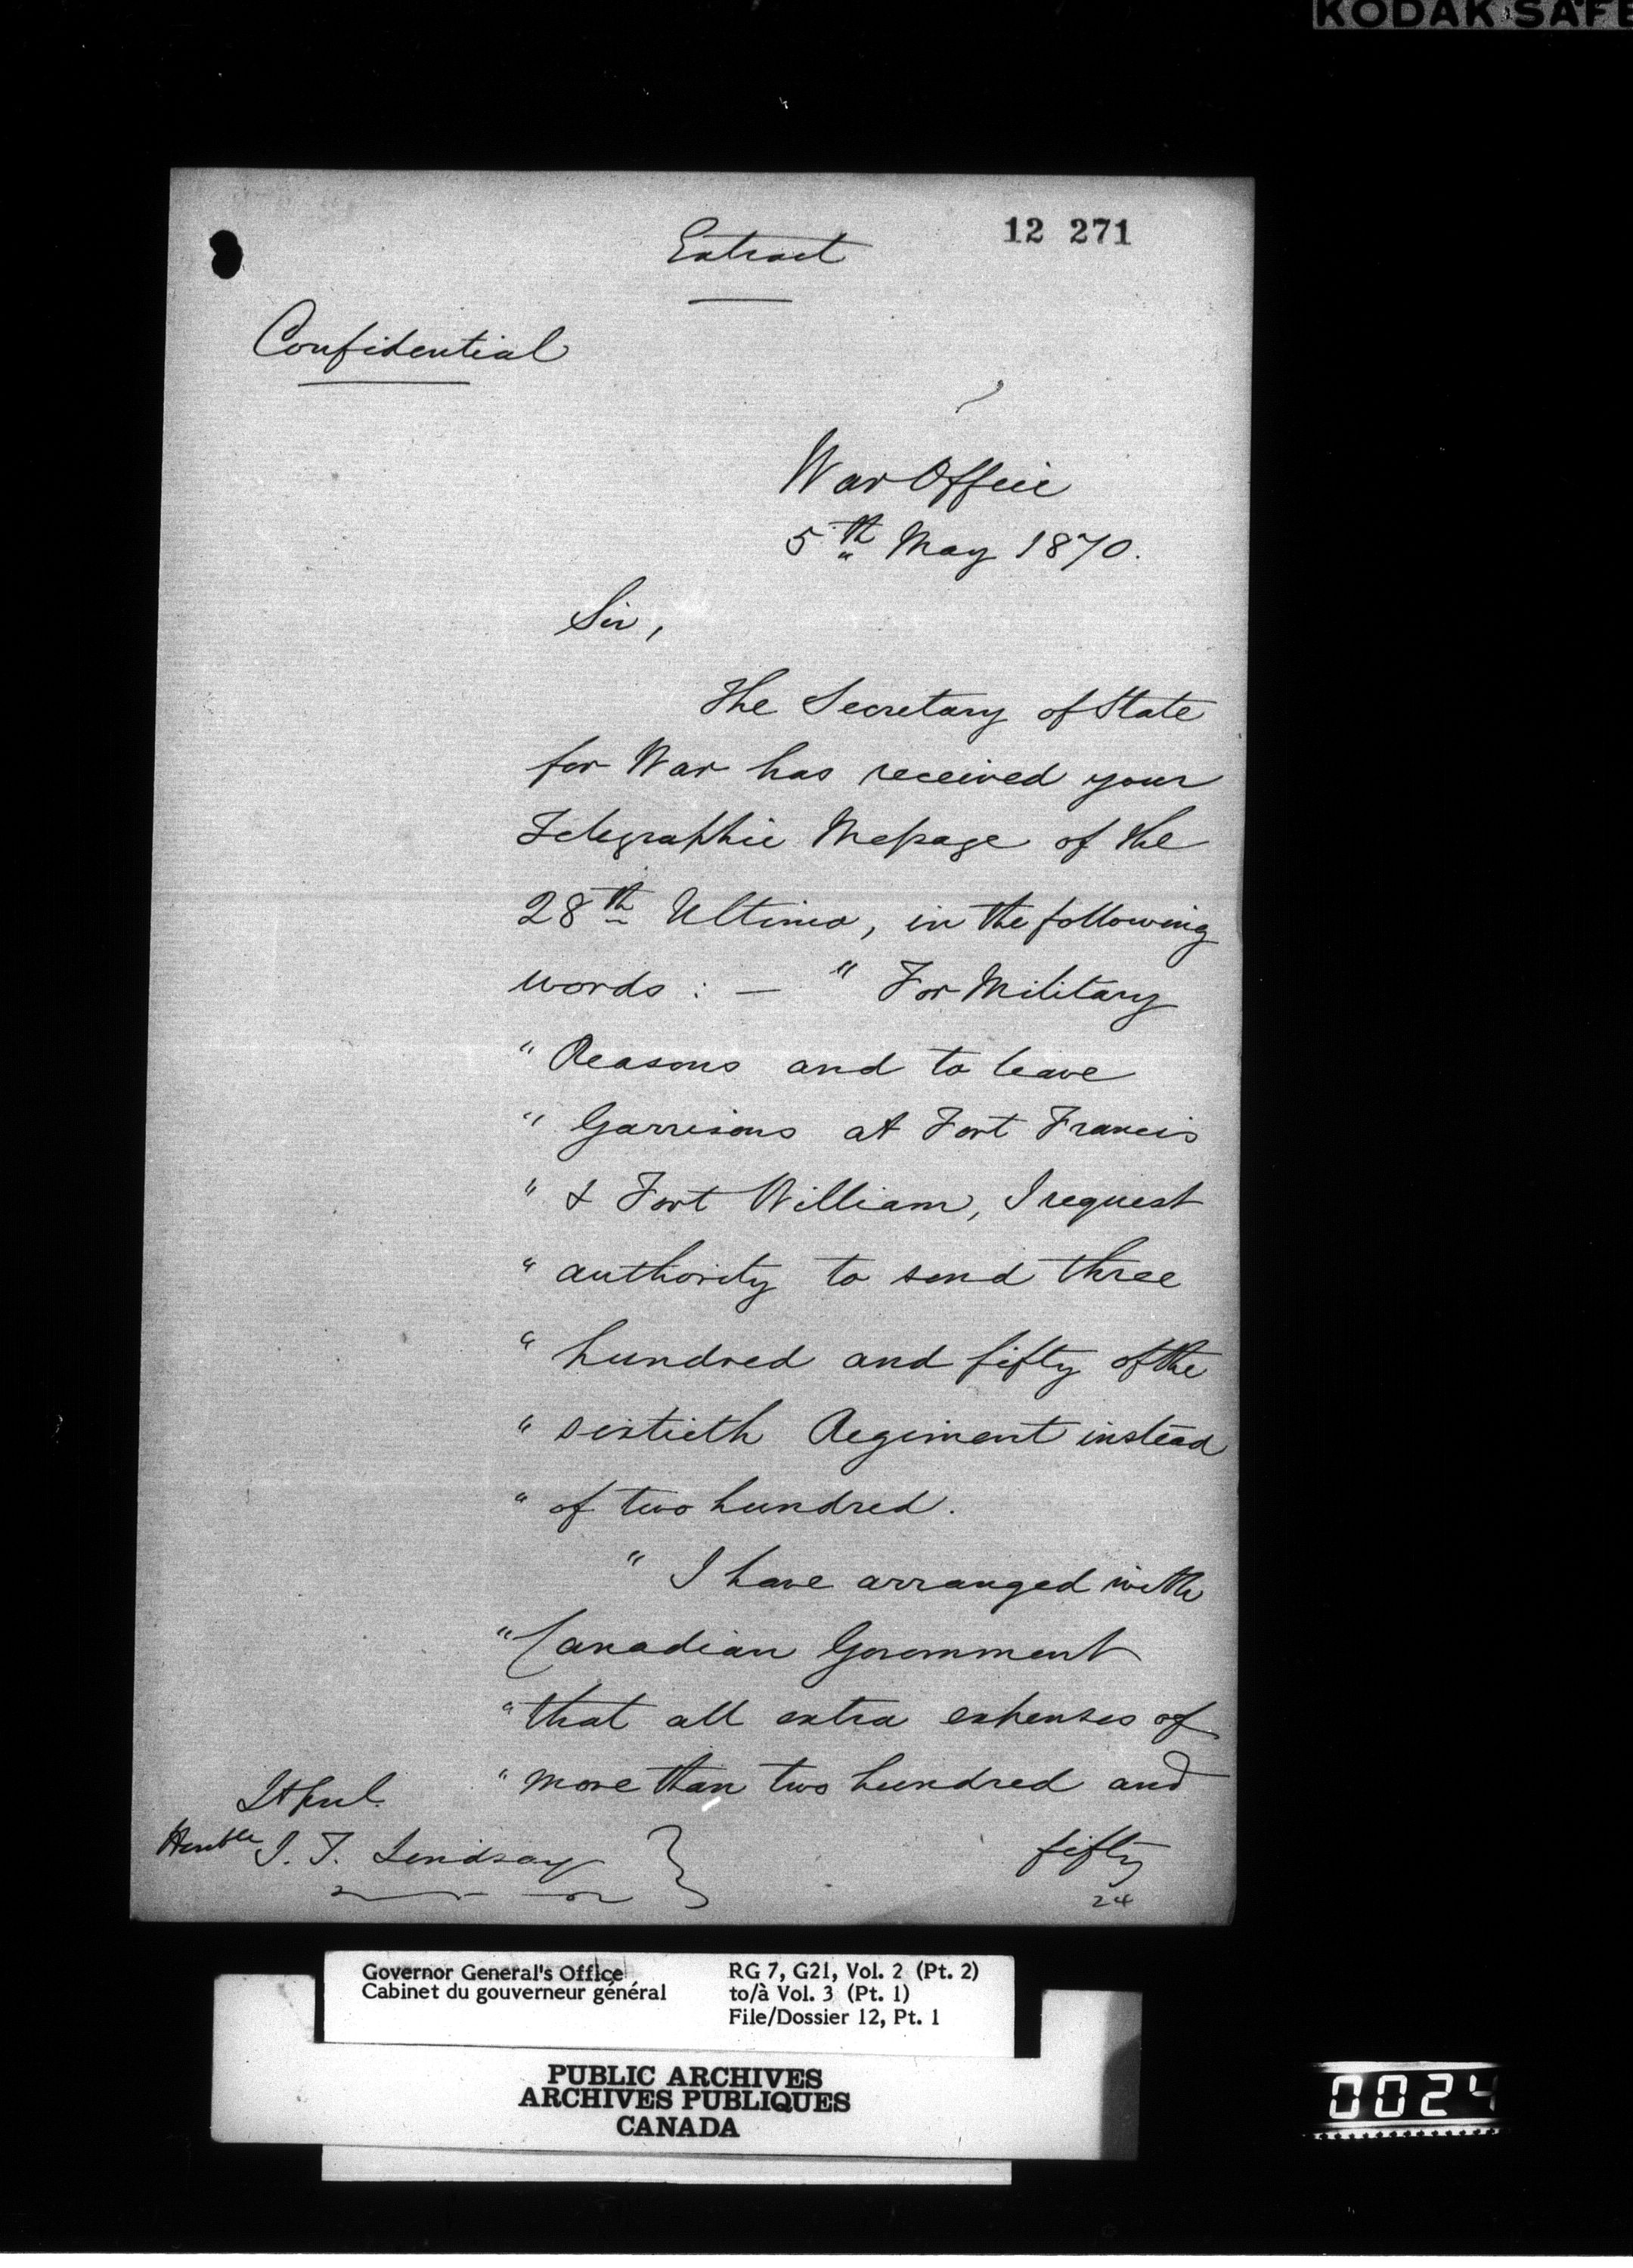 KODAK SAFE
12 271
Extract
Confidential
War Office
5th May 1870.
Sir,
The Secretary of State
for War has received your
Telegraphic Message of the
28th Ultimo, in the following
words : — " For Military
" Reasons and to leave
" Garrisons at Fort Francis
" & Fort William, I request
" authority to send three
" hundred and fifty of the
" sixtieth Regiment instead
" of two hundred.
" I have arranged with
" Canadian Government
" that all extra expenses of
" more than two hundred and
fifty
Lt Genl.
Honble J. Lindsay
24
Governor General's Office
Cabinet du gouverneur général
RG 7, G21, Vol. 2 (Pt. 2)
to/à Vol. 3 (Pt. 1)
File/Dossier 12, Pt. 1
PUBLIC ARCHIVES
ARCHIVES PUBLIQUES
CANADA
0024